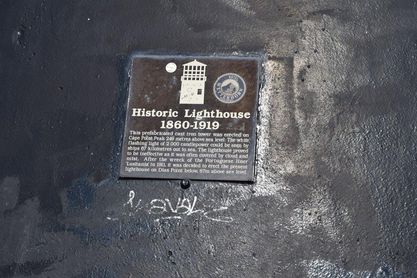 Historic Lighthouse
1860-1919
This prefabricated cast iron tower was erected on
Cape Point Peak 249 metres above sea level. The white
flashing light of 2 000 candlepower could be seen by
ships 67 kilometres out to sea. The lighthouse proved
to be ineffective as it was often covered by cloud and
mist. After the wreck of the Portuguese liner
'Lusitania' in 1911, it was decided to erect the present
lighthouse on Dias Point below, 87m above sea level.